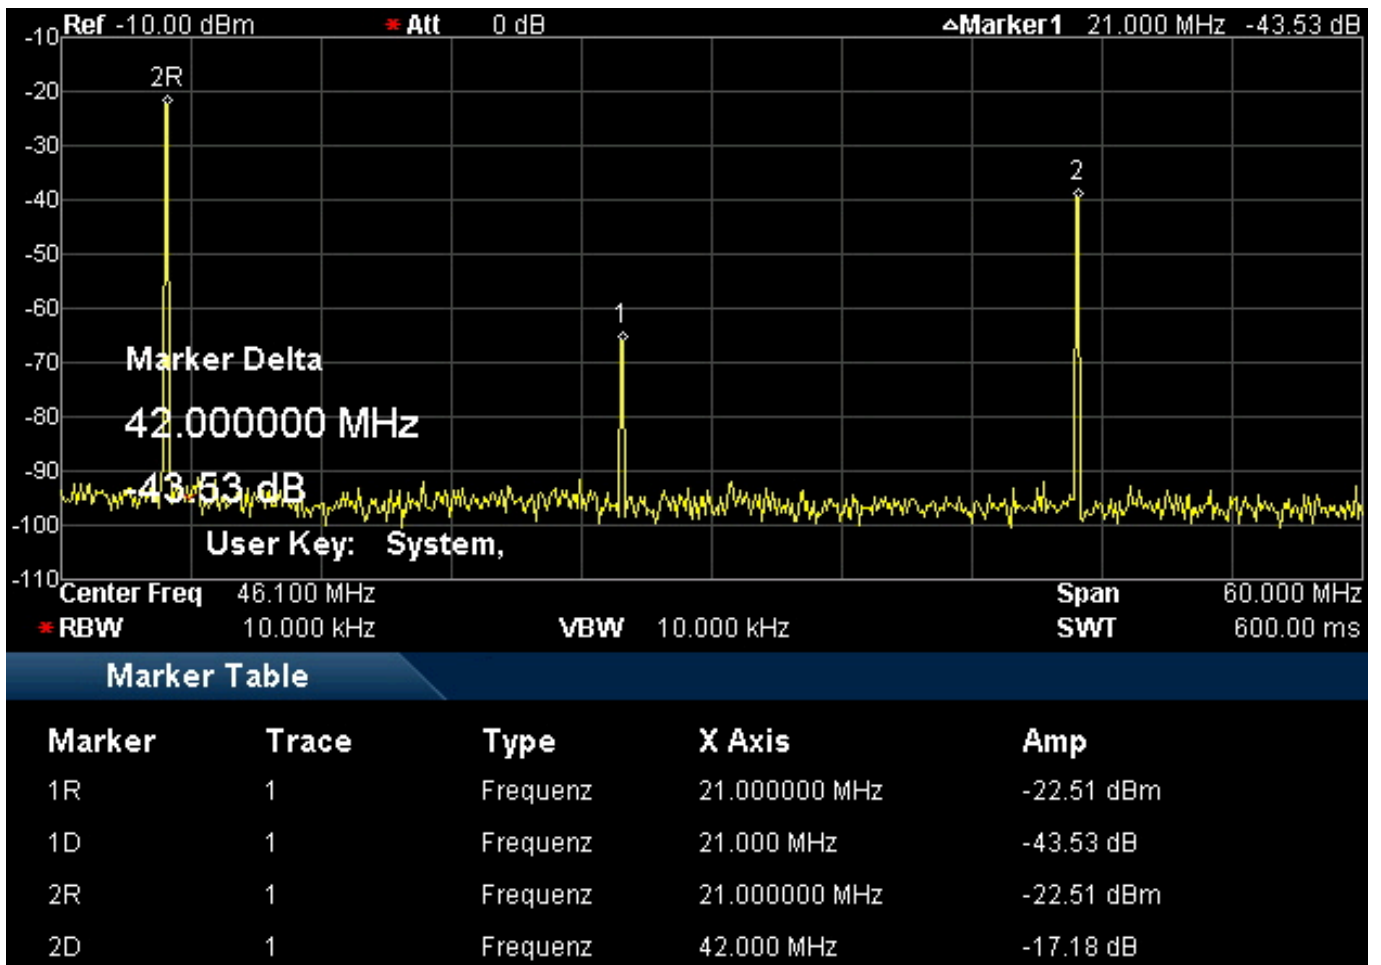 Ref -10.00 dBm * Att 0 dB ▵Marker1 21.000 MHz -43.53 dB
-10
2R
-20
-30
2
-40
-50
-60
1
-70 Marker Delta
-80 42.000000 MHz
-90
-43.53 dB
-100
User Key: System,
-110
Center Freq 46.100 MHz Span 60.000 MHz
* RBW 10.000 kHz VBW 10.000 kHz SWT 600.00 ms
Marker Table
Marker Trace Type X Axis Amp
1R 1 Frequenz 21.000000 MHz -22.51 dBm
1D 1 Frequenz 21.000 MHz -43.53 dB
2R 1 Frequenz 21.000000 MHz -22.51 dBm
2D 1 Frequenz 42.000 MHz -17.18 dB